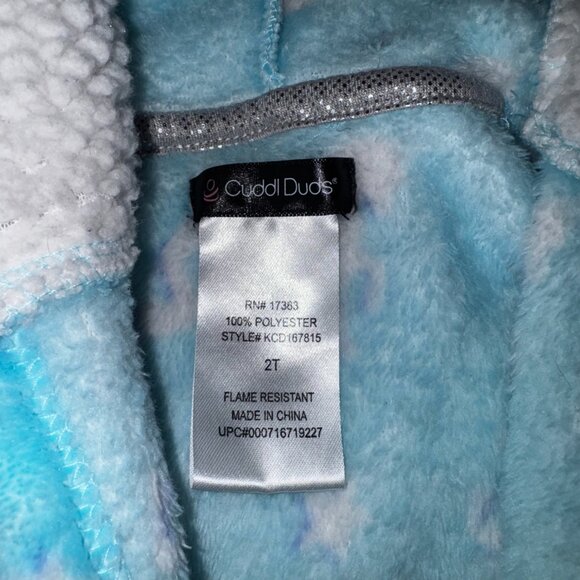 Cuddl Duds®
RN# 17363
100% POLYESTER
STYLE# KCD167815
2T
FLAME RESISTANT
MADE IN CHINA
UPC#000716719227